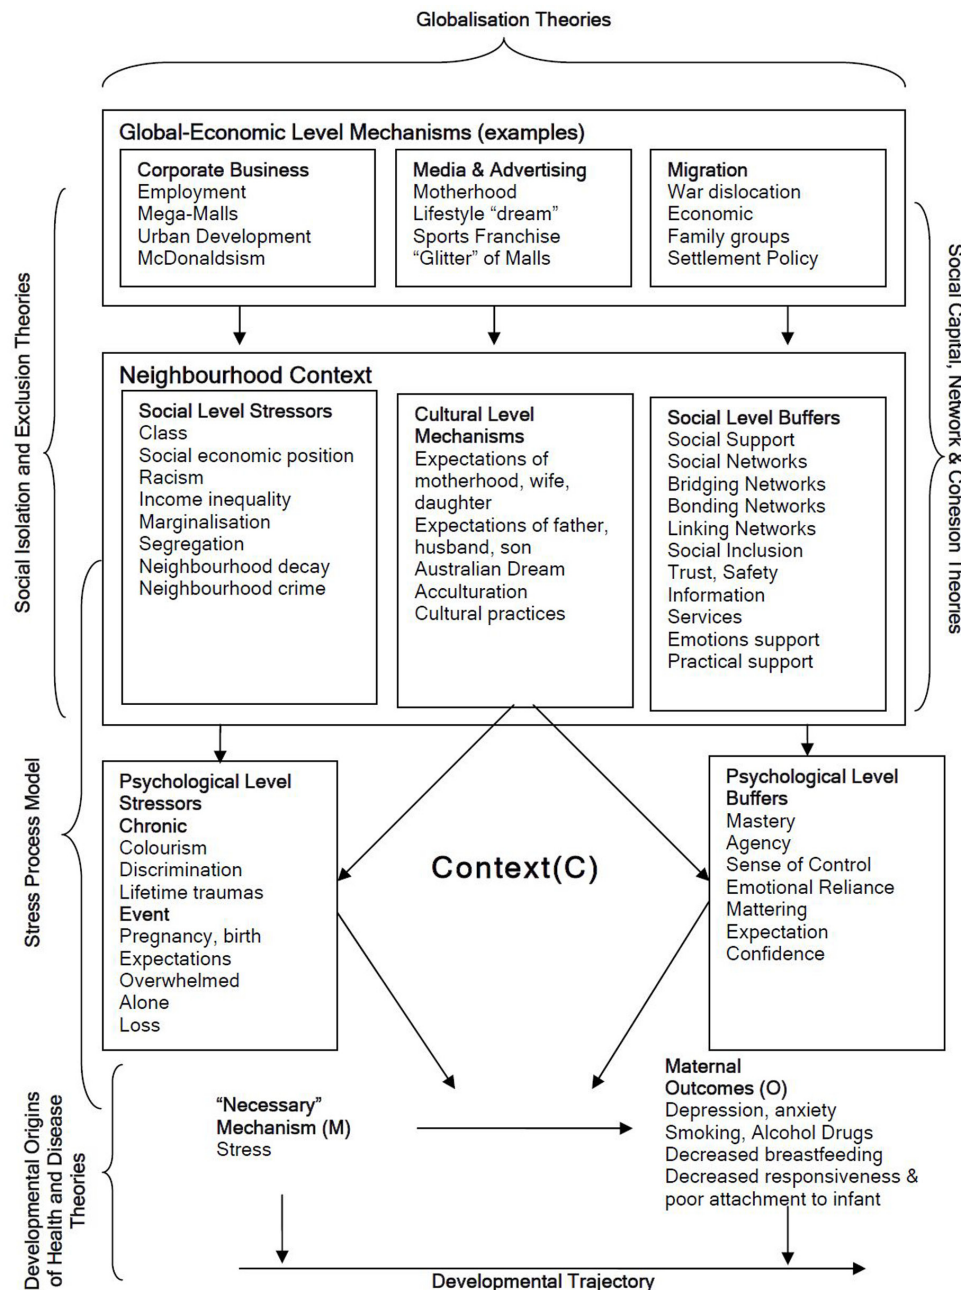 Globalisation Theories
Global-Economic Level Mechanisms (examples)
Corporate Business
Employment
Mega-Malls
Urban Development
McDonaldsism
Media & Advertising
Motherhood
Lifestyle “dream”
Sports Franchise
“Glitter” of Malls
Migration
War dislocation
Economic
Family groups
Settlement Policy
Social Isolation and Exclusion Theories
Social Capital, Network & Cohesion Theories
Neighbourhood Context
Social Level Stressors
Class
Social economic position
Racism
Income inequality
Marginalisation
Segregation
Neighbourhood decay
Neighbourhood crime
Cultural Level
Mechanisms
Expectations of
motherhood, wife,
daughter
Expectations of father,
husband, son
Australian Dream
Acculturation
Cultural practices
Social Level Buffers
Social Support
Social Networks
Bridging Networks
Bonding Networks
Linking Networks
Social Inclusion
Trust, Safety
Information
Services
Emotions support
Practical support
Stress Process Model
Psychological Level
Stressors
Chronic
Colourism
Discrimination
Lifetime traumas
Event
Pregnancy, birth
Expectations
Overwhelmed
Alone
Loss
Context(C)
Psychological Level
Buffers
Mastery
Agency
Sense of Control
Emotional Reliance
Mattering
Expectation
Confidence
Developmental Origins
of Health and Disease
Theories
“Necessary”
Mechanism (M)
Stress
Maternal
Outcomes (O)
Depression, anxiety
Smoking, Alcohol Drugs
Decreased breastfeeding
Decreased responsiveness &
poor attachment to infant
Developmental Trajectory